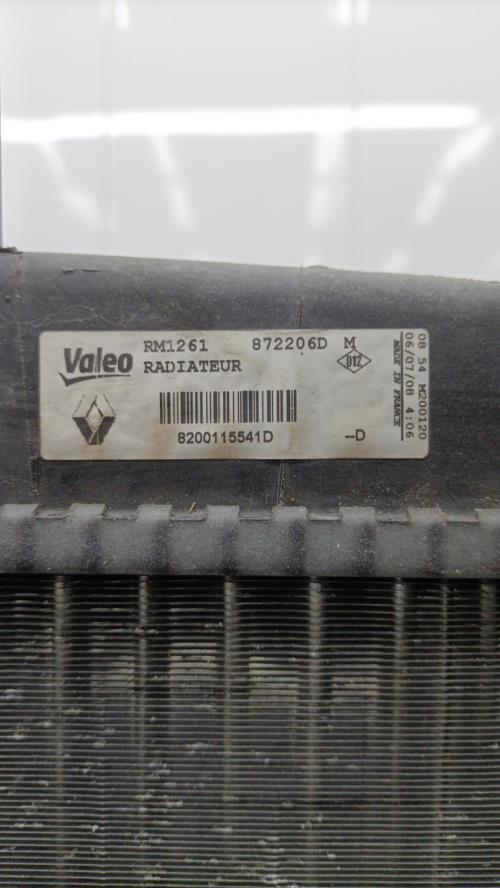 Valeo
RM1261 872206D M
RADIATEUR
D12
8200115541D --D
08 54 M200120
06/07/08 4:06
MADE IN FRANCE